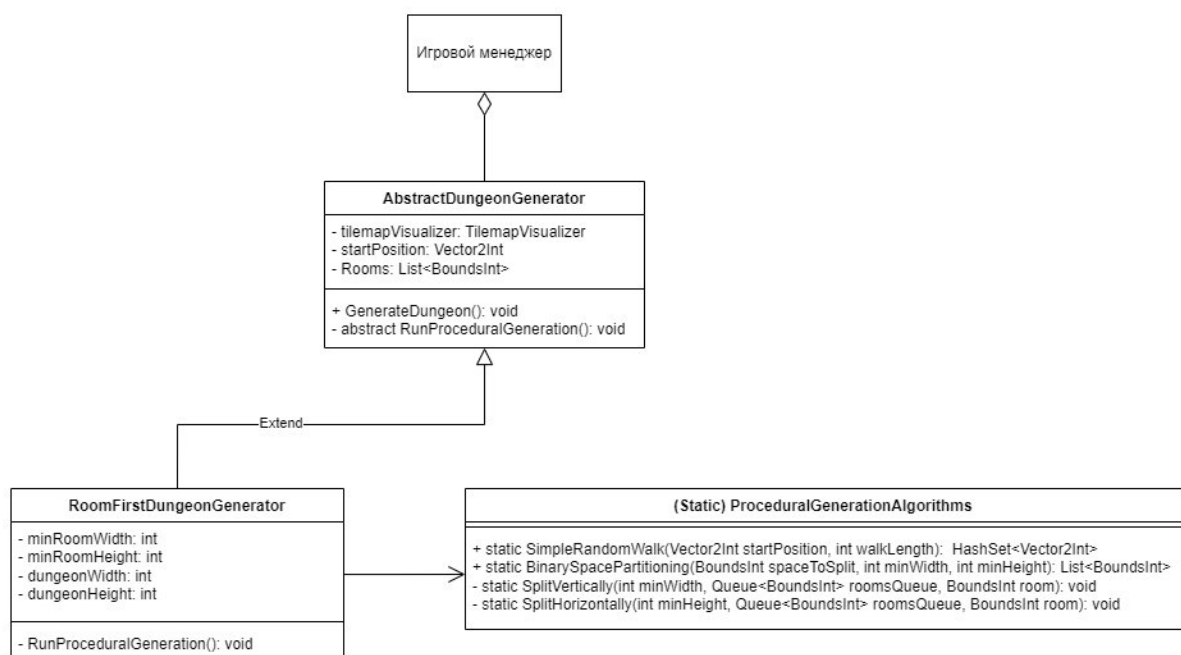 Игровой менеджер
AbstractDungeonGenerator
- tilemapVisualizer: TilemapVisualizer
- startPosition: Vector2Int
- Rooms: List<BoundsInt>
+ GenerateDungeon(): void
- abstract RunProceduralGeneration(): void
Extend
RoomFirstDungeonGenerator
- minRoomWidth: int
- minRoomHeight: int
- dungeonWidth: int
- dungeonHeight: int
- RunProceduralGeneration(): void
(Static) ProceduralGenerationAlgorithms
+ static SimpleRandomWalk(Vector2Int startPosition, int walkLength): HashSet<Vector2Int>
+ static BinarySpacePartitioning(BoundsInt spaceToSplit, int minWidth, int minHeight): List<BoundsInt>
- static SplitVertically(int minWidth, Queue<BoundsInt> roomsQueue, BoundsInt room): void
- static SplitHorizontally(int minHeight, Queue<BoundsInt> roomsQueue, BoundsInt room): void